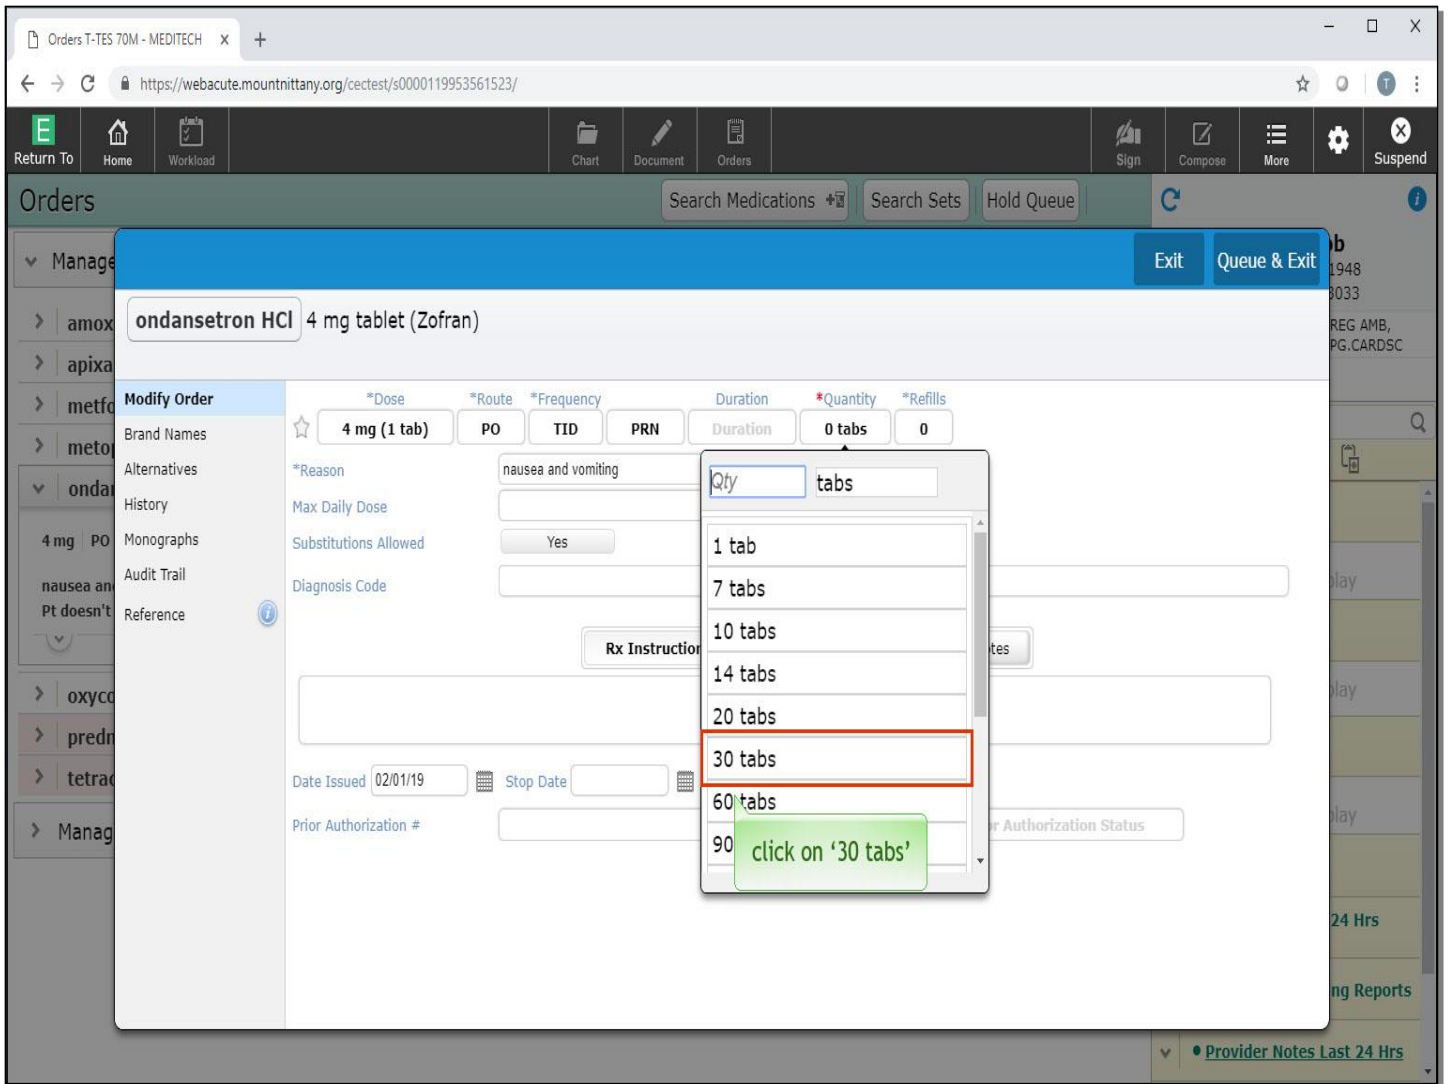 Orders T-TES 70M - MEDITECH
https://webacute.mountnittany.org/cectest/s0000119953561523/
T
E
Return To
Home
Workload
Chart
Document
Orders
Sign
Compose
More
Suspend
Orders
Search Medications
Search Sets
Hold Queue
Manage
Exit
Queue & Exit
ob
1948
3033
REG AMB,
PG.CARDSC
ondansetron HCl 4 mg tablet (Zofran)
amox
apixa
metfo
metop
ondan
4 mg PO
nausea an
Pt doesn't
oxyco
predn
tetrac
Manag
Modify Order
Brand Names
Alternatives
History
Monographs
Audit Trail
Reference
*Dose *Route *Frequency Duration *Quantity *Refills
4 mg (1 tab) PO TID PRN Duration 0 tabs 0
*Reason nausea and vomiting
Max Daily Dose
Substitutions Allowed Yes
Diagnosis Code
Rx Instruction
tes
Date Issued 02/01/19 Stop Date
Prior Authorization #
or Authorization Status
Qty tabs
1 tab
7 tabs
10 tabs
14 tabs
20 tabs
30 tabs
60 tabs
90
click on ‘30 tabs’
play
play
play
24 Hrs
ng Reports
Provider Notes Last 24 Hrs